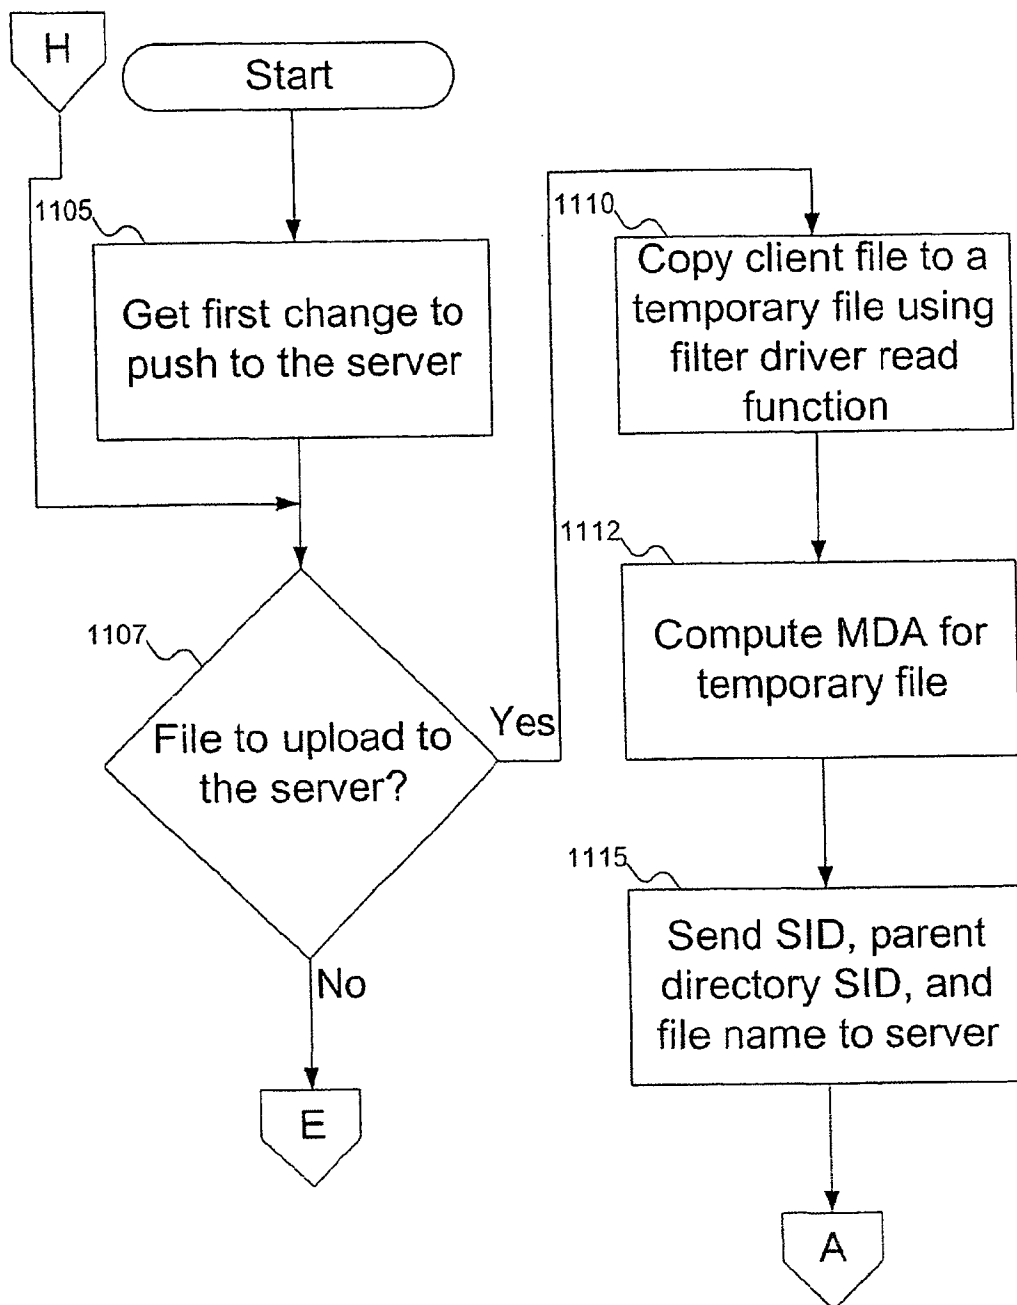 H
Start
1105
Get first change to
push to the server
1107
File to upload to
the server?
Yes
No
E
1110
Copy client file to a
temporary file using
filter driver read
function
1112
Compute MDA for
temporary file
1115
Send SID, parent
directory SID, and
file name to server
A